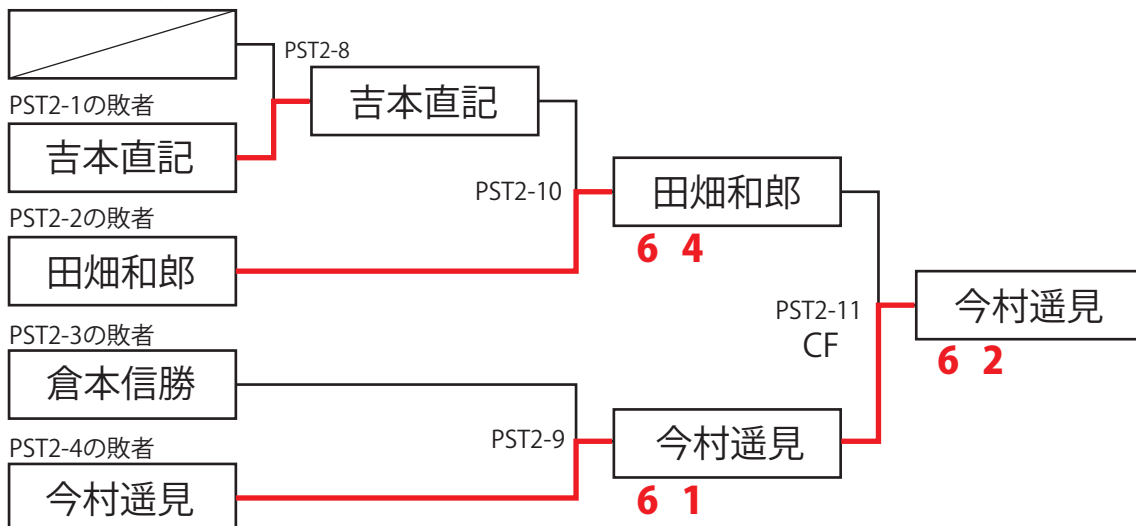 PST2-8
PST2-1の敗者
吉本直記
吉本直記
PST2-2の敗者
田畑和郎
PST2-10
田畑和郎
6 4
PST2-3の敗者
倉本信勝
PST2-11
CF
今村遥見
6 2
PST2-4の敗者
今村遥見
PST2-9
今村遥見
6 1